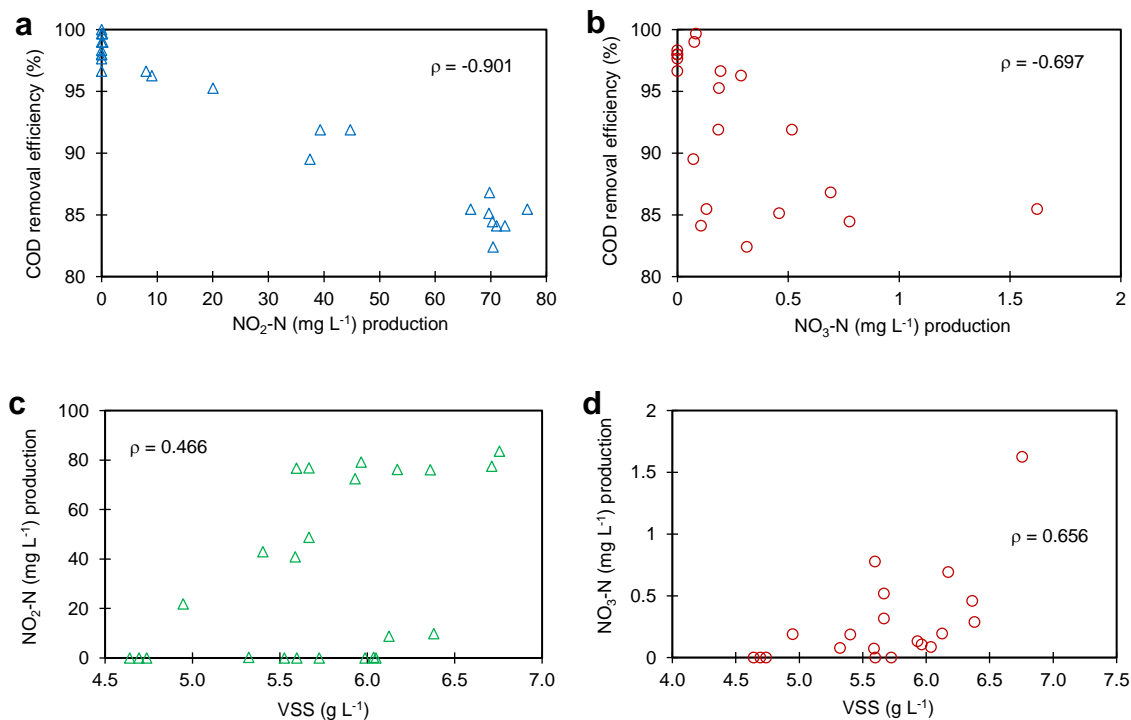 a
COD removal efficiency (%)
100
95
90
85
80
ρ = -0.901
0 10 20 30 40 50 60 70 80
NO₂-N (mg L⁻¹) production
b
COD removal efficiency (%)
100
95
90
85
80
ρ = -0.697
0 0.5 1 1.5 2
NO₃-N (mg L⁻¹) production
c
NO₂-N (mg L⁻¹) production
100
80
60
40
20
0
ρ = 0.466
4.5 5.0 5.5 6.0 6.5 7.0
VSS (g L⁻¹)
d
NO₃-N (mg L⁻¹) production
2
1.5
1
0.5
0
ρ = 0.656
4.5 5.0 5.5 6.0 6.5 7.0 7.5
VSS (g L⁻¹)